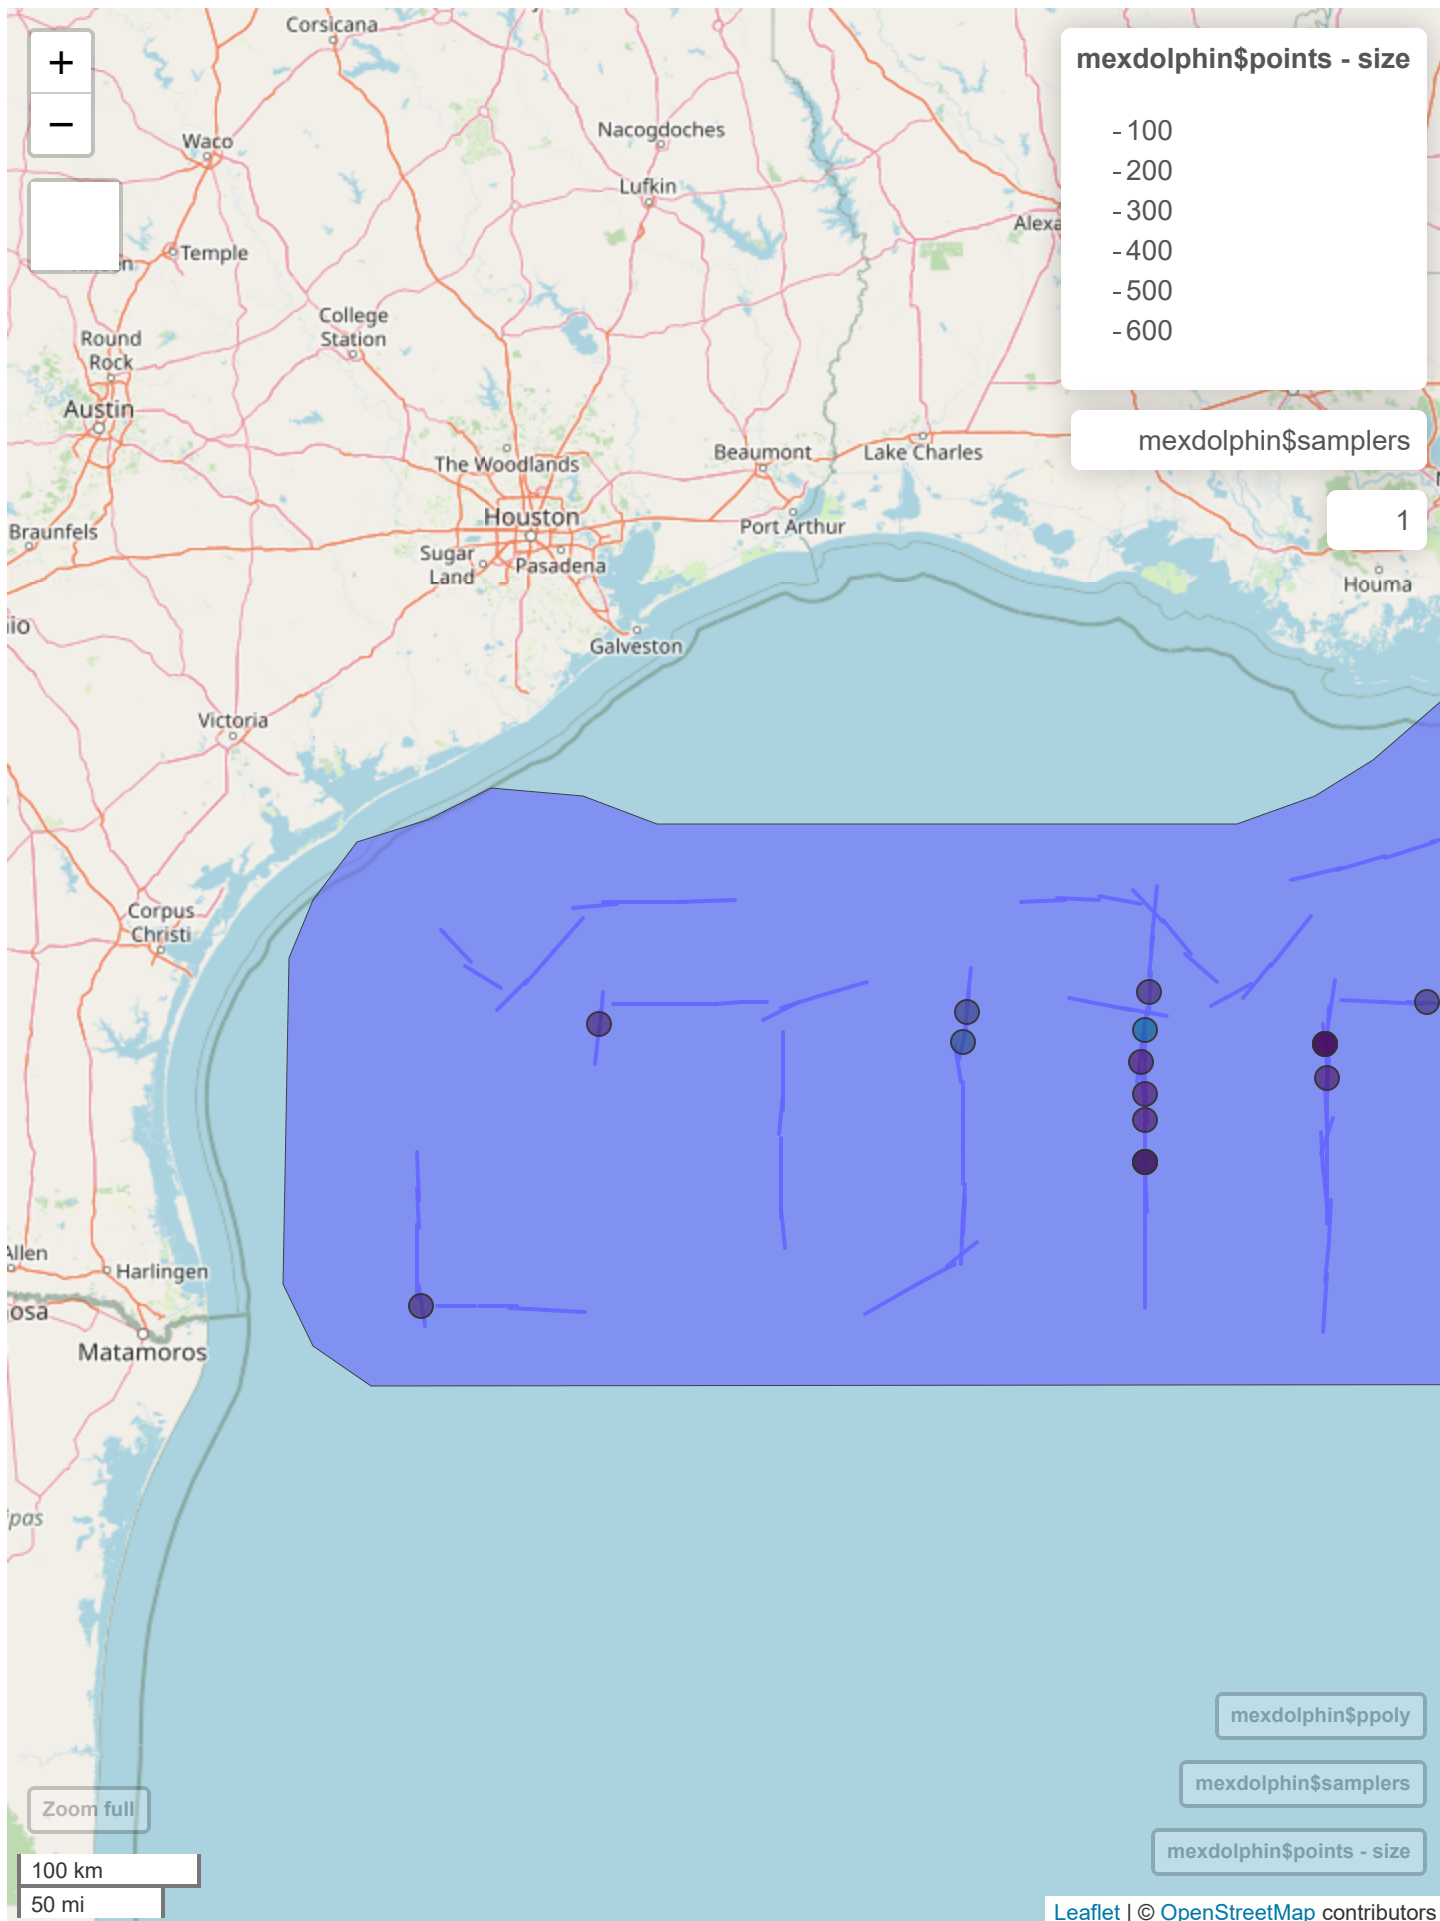 Corsicana
+
−
mexdolphin$points - size
- 100
- 200
- 300
- 400
- 500
- 600
Waco
Nacogdoches
Lufkin
Temple
College
Station
Round
Rock
Austin
mexdolphin$samplers
1
The Woodlands
Beaumont
Lake Charles
Houston
Port Arthur
Braunfels
Sugar
Land
Pasadena
Houma
Galveston
Victoria
Corpus
Christi
Harlingen
Matamoros
mexdolphin$ppoly
mexdolphin$samplers
mexdolphin$points - size
Zoom full
100 km
50 mi
Leaflet | © OpenStreetMap contributors